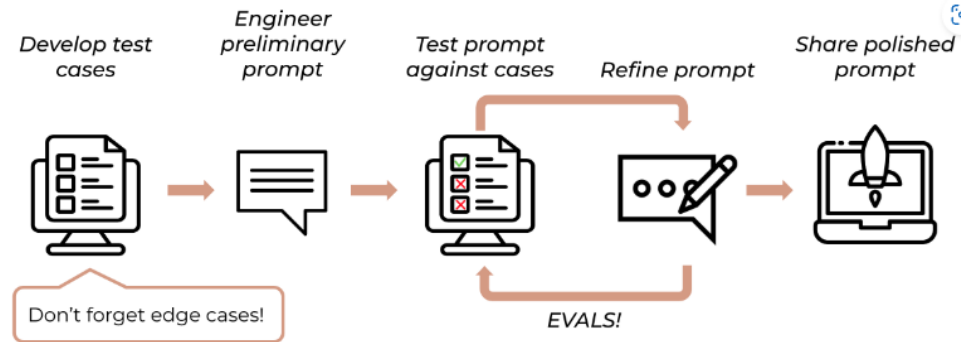 Develop test
cases
Engineer
preliminary
prompt
Test prompt
against cases
Refine prompt
Share polished
prompt
Don't forget edge cases!
EVALS!